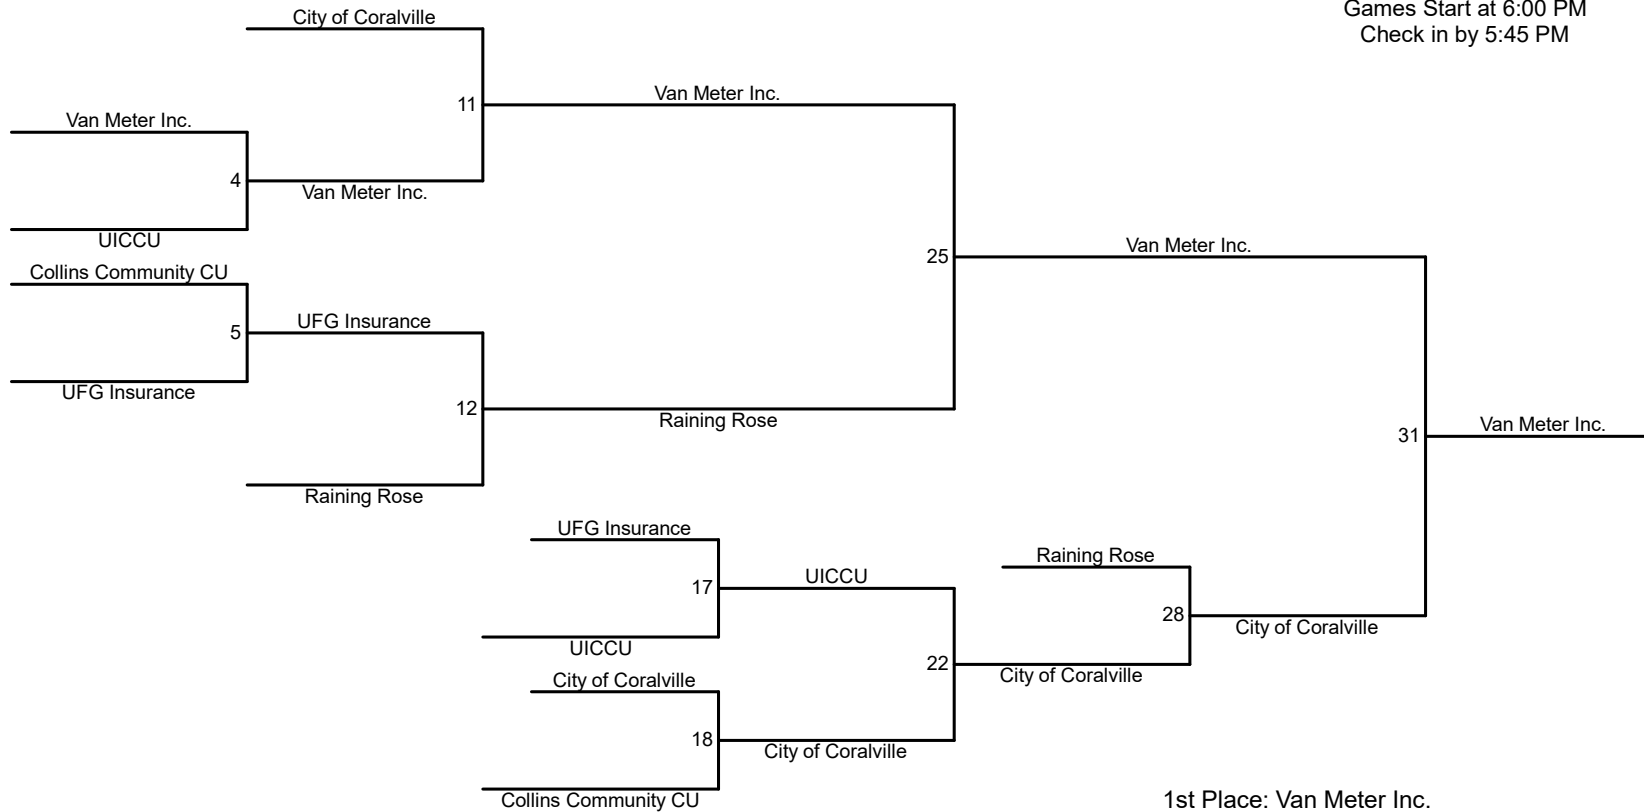 Games Start at 6:00 PM
Check in by 5:45 PM
City of Coralville
11
Van Meter Inc.
Van Meter Inc.
4
Van Meter Inc.
UICCU
Collins Community CU
25
Van Meter Inc.
5
UFG Insurance
UFG Insurance
12
Raining Rose
31
Van Meter Inc.
Raining Rose
UFG Insurance
17
UICCU
Raining Rose
28
City of Coralville
UICCU
22
City of Coralville
City of Coralville
18
City of Coralville
Collins Community CU
1st Place: Van Meter Inc.